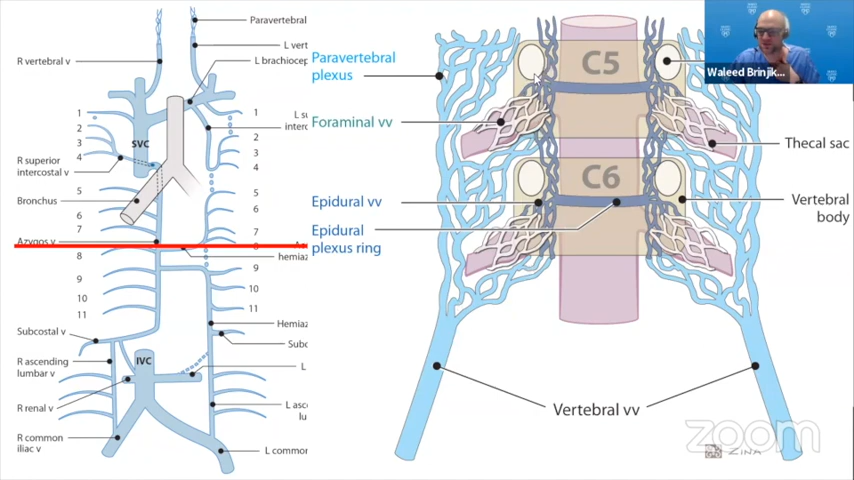 Paravertebral
L vert
R vertebral v
L brachiocep
1
2
3
4
SVC
1
L su
interc
2
3
4
R superior
intercostal v
5
5
Bronchus
6
6
7
7
Azygos v
8
hemiaz
8
9
9
10
10
11
11
Hemiaz
Subcostal v
Subc
R ascending
lumbar v
IVC
L
R renal v
L asce
lu
R common
iliac v
L common
Paravertebral
plexus
Foraminal vv
Epidural vv
Epidural
plexus ring
C5
C6
Thecal sac
Vertebral
body
Vertebral vv
Waleed Brinjik...
zoom
ZINA